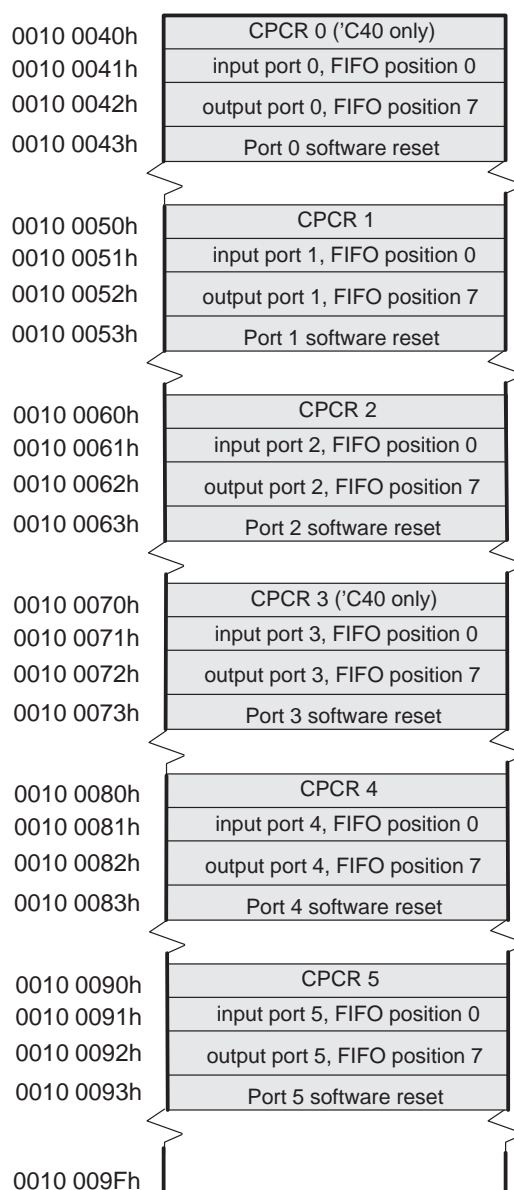 0010 0040h CPCR 0 (’C40 only)
0010 0041h input port 0, FIFO position 0
0010 0042h output port 0, FIFO position 7
0010 0043h Port 0 software reset
0010 0050h CPCR 1
0010 0051h input port 1, FIFO position 0
0010 0052h output port 1, FIFO position 7
0010 0053h Port 1 software reset
0010 0060h CPCR 2
0010 0061h input port 2, FIFO position 0
0010 0062h output port 2, FIFO position 7
0010 0063h Port 2 software reset
0010 0070h CPCR 3 (’C40 only)
0010 0071h input port 3, FIFO position 0
0010 0072h output port 3, FIFO position 7
0010 0073h Port 3 software reset
0010 0080h CPCR 4
0010 0081h input port 4, FIFO position 0
0010 0082h output port 4, FIFO position 7
0010 0083h Port 4 software reset
0010 0090h CPCR 5
0010 0091h input port 5, FIFO position 0
0010 0092h output port 5, FIFO position 7
0010 0093h Port 5 software reset
0010 009Fh